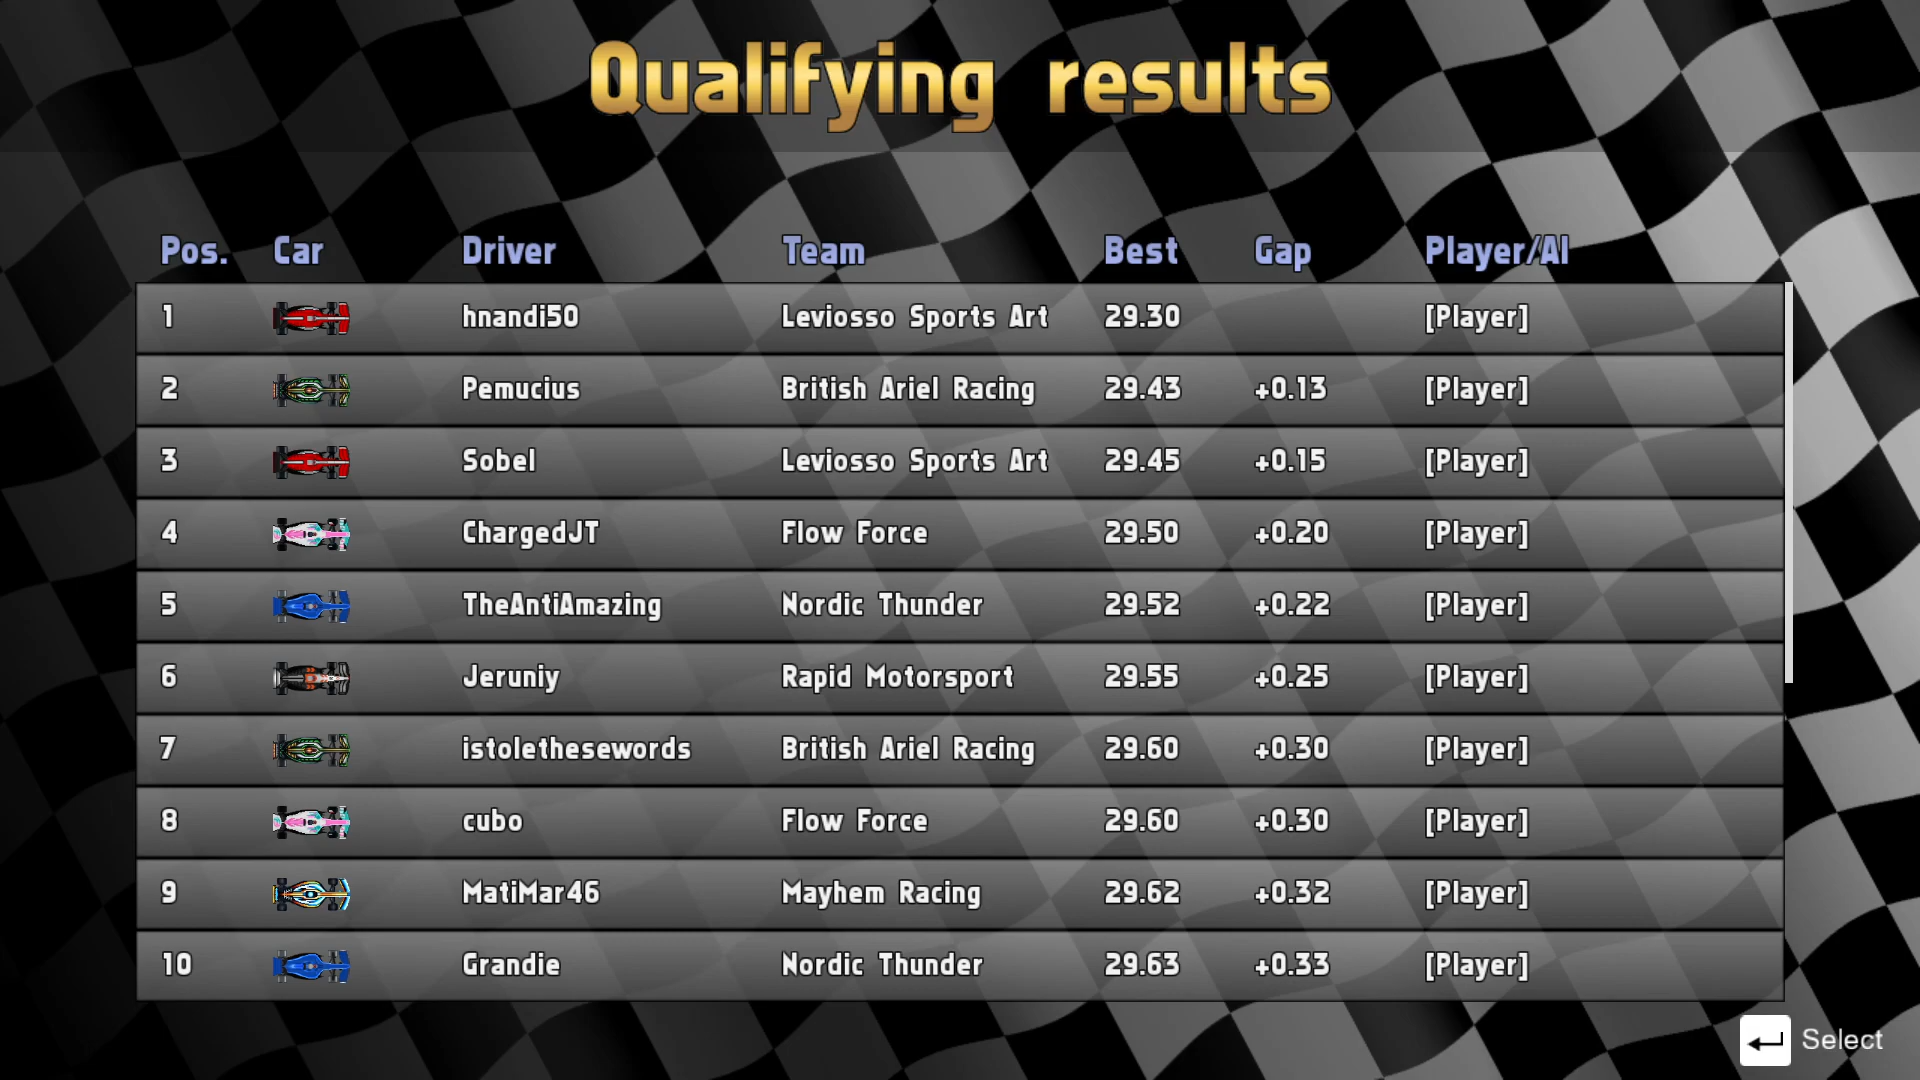 Qualifying results
Pos. Car Driver Team Best Gap Player/AI
1 hnandi50 Leviosso Sports Art 29.30 [Player]
2 Pemucius British Ariel Racing 29.43 +0.13 [Player]
3 Sobel Leviosso Sports Art 29.45 +0.15 [Player]
4 ChargedJT Flow Force 29.50 +0.20 [Player]
5 TheAntiAmazing Nordic Thunder 29.52 +0.22 [Player]
6 Jeruniy Rapid Motorsport 29.55 +0.25 [Player]
7 istolethesewords British Ariel Racing 29.60 +0.30 [Player]
8 cubo Flow Force 29.60 +0.30 [Player]
9 MatiMar46 Mayhem Racing 29.62 +0.32 [Player]
10 Grandie Nordic Thunder 29.63 +0.33 [Player]
Select